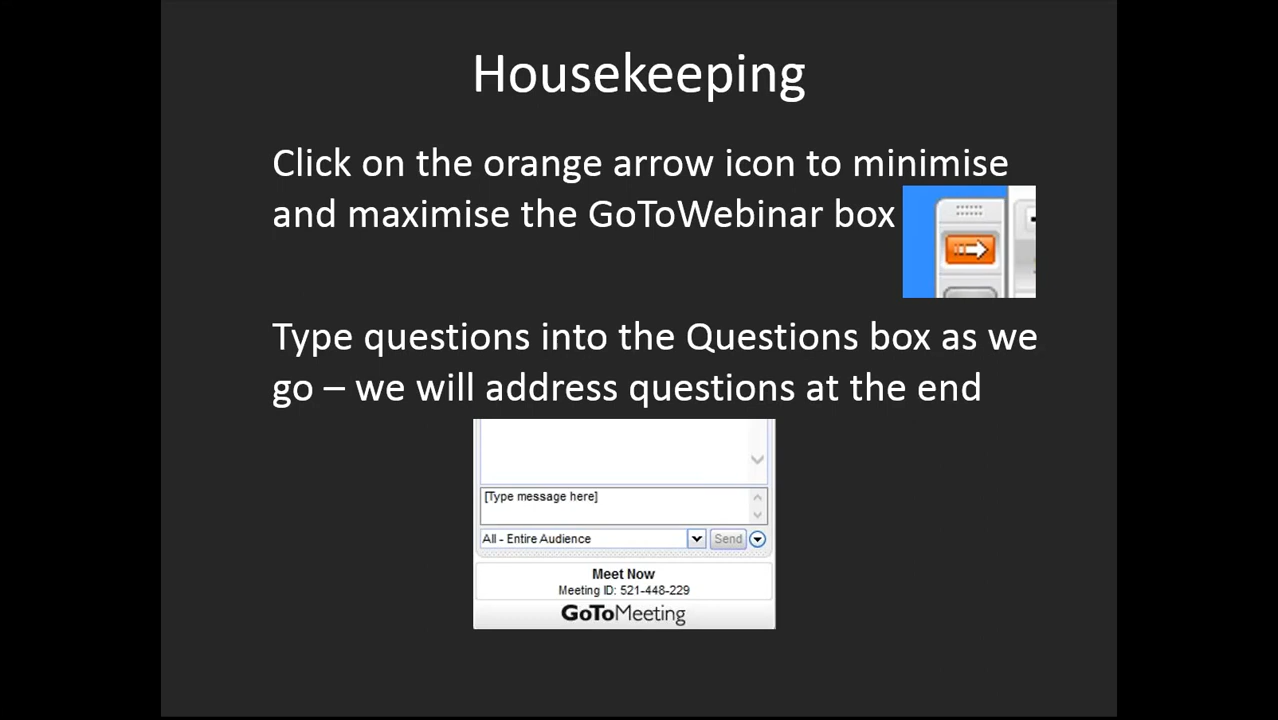 Housekeeping
Click on the orange arrow icon to minimise
and maximise the GoToWebinar box
Type questions into the Questions box as we
go – we will address questions at the end
[Type message here]
All - Entire Audience
Send
Meet Now
Meeting ID: 521-448-229
GoToMeeting